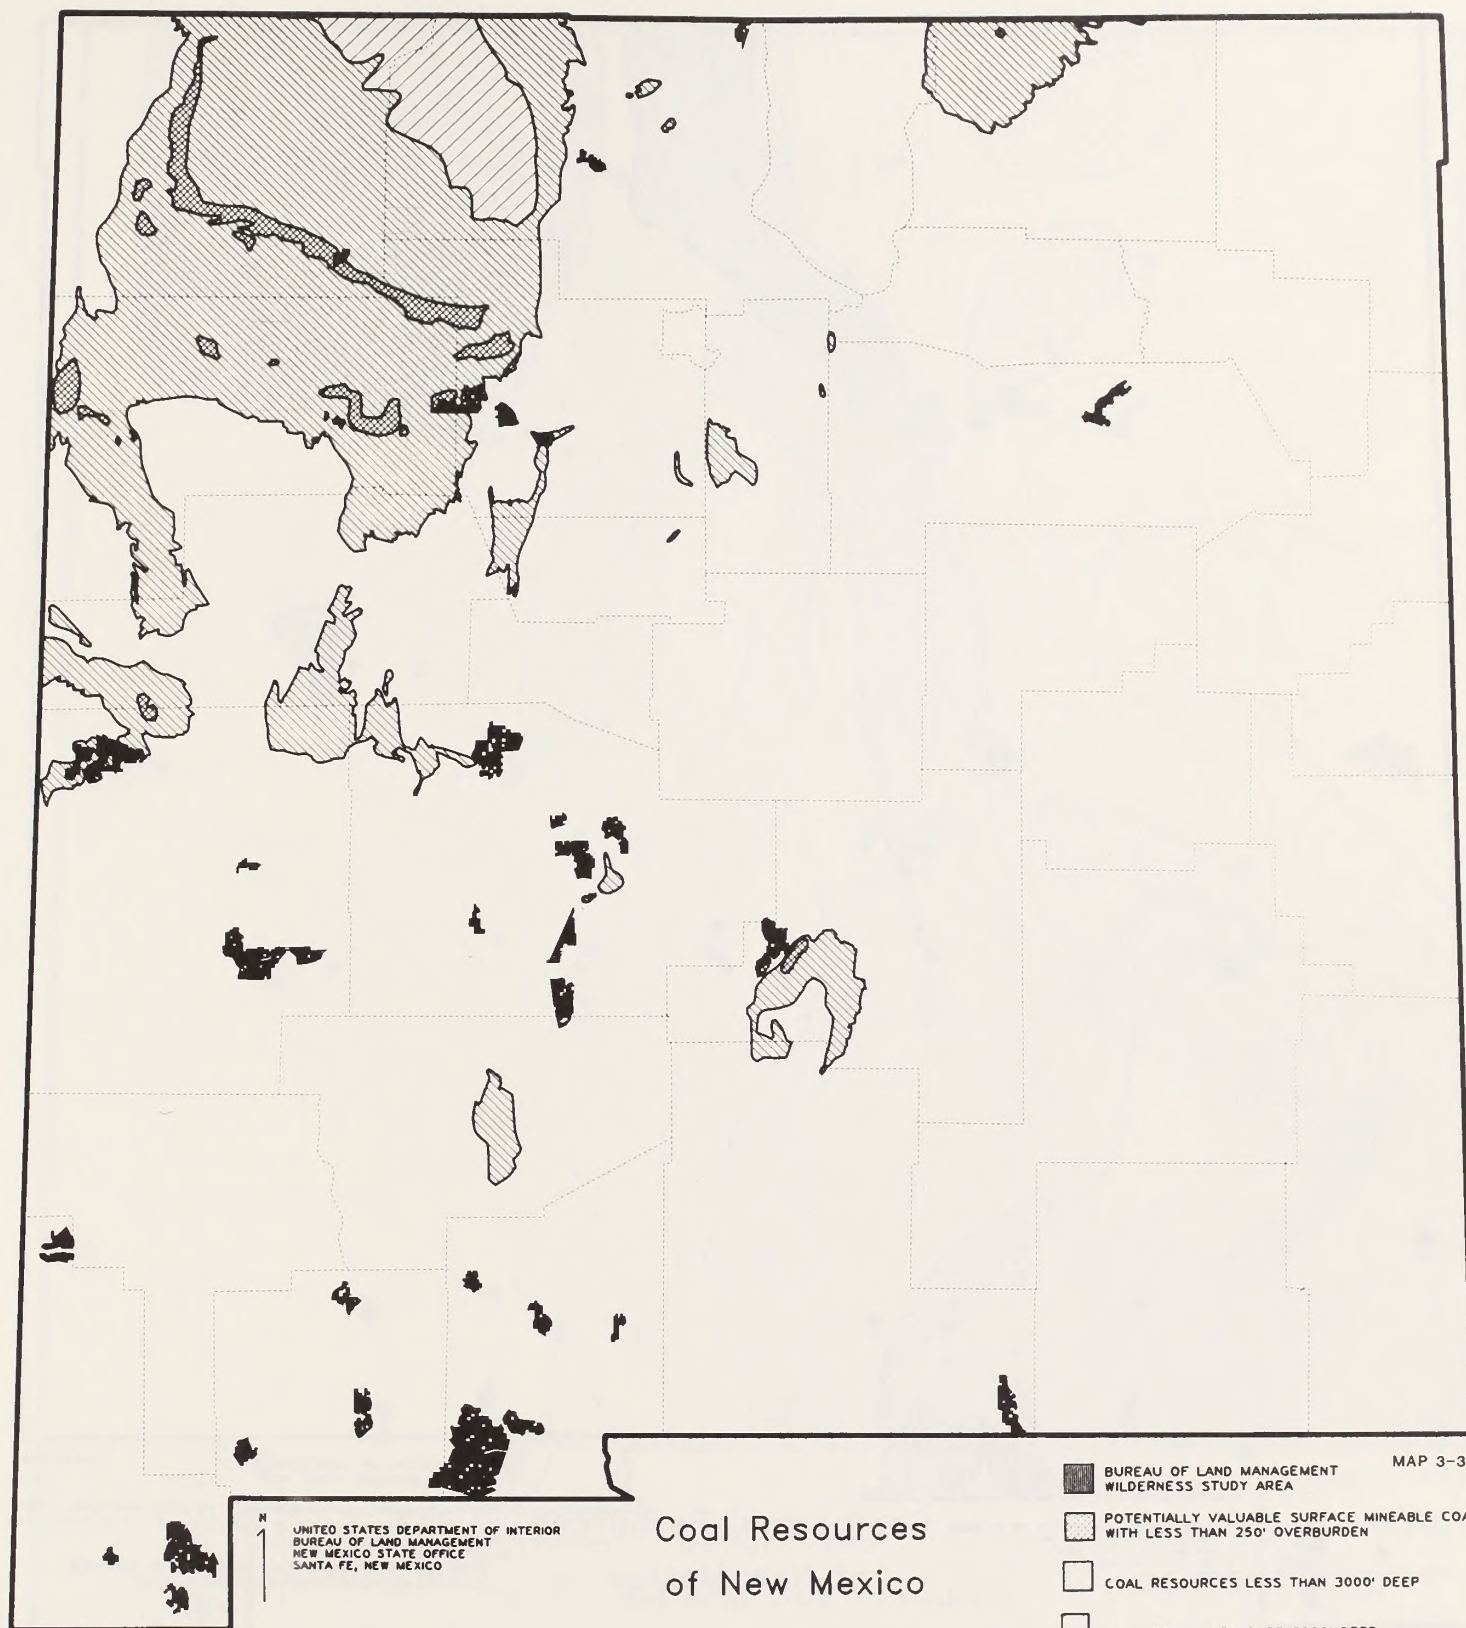 MAP 3-3
BUREAU OF LAND MANAGEMENT
WILDERNESS STUDY AREA
POTENTIALLY VALUABLE SURFACE MINEABLE COA
WITH LESS THAN 250' OVERBURDEN
COAL RESOURCES LESS THAN 3000' DEEP
Coal Resources
of New Mexico
N
UNITED STATES DEPARTMENT OF INTERIOR
BUREAU OF LAND MANAGEMENT
NEW MEXICO STATE OFFICE
SANTA FE, NEW MEXICO